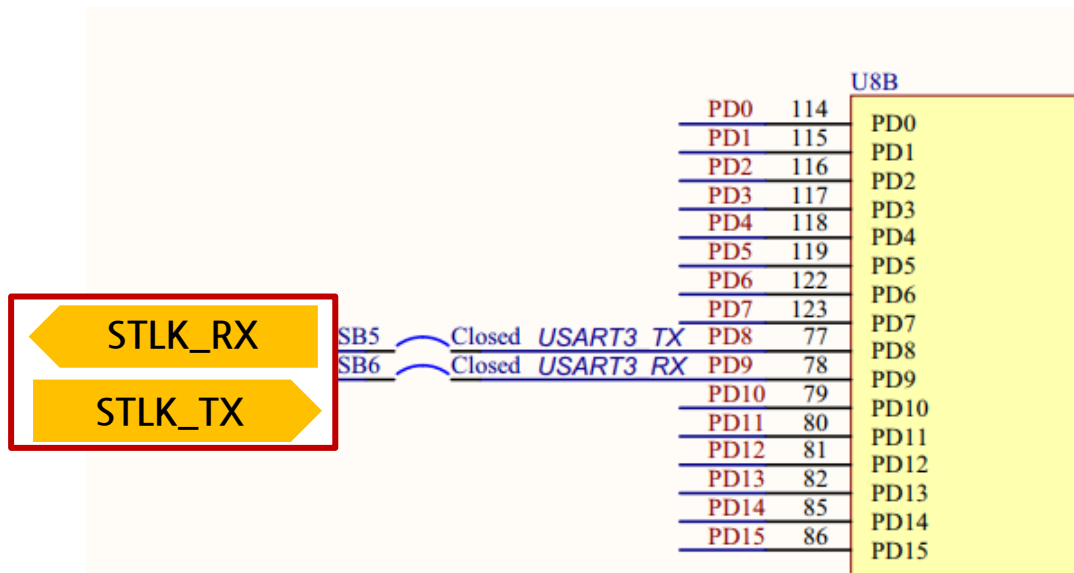 U8B
PD0 114 PD0
PD1 115 PD1
PD2 116 PD2
PD3 117 PD3
PD4 118 PD4
PD5 119 PD5
PD6 122 PD6
PD7 123 PD7
STLK_RX SB5 Closed USART3_TX PD8 77 PD8
SB6 Closed USART3_RX PD9 78 PD9
STLK_TX PD10 79 PD10
PD11 80 PD11
PD12 81 PD12
PD13 82 PD13
PD14 85 PD14
PD15 86 PD15